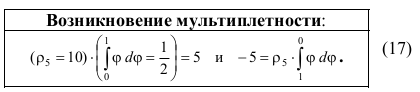 Возникновение мультиплетности:
(ρ₅ = 10) · (∫₀¹ φ dφ = 1/2) = 5 и −5 = ρ₅ · ∫₁⁰ φ dφ. (17)